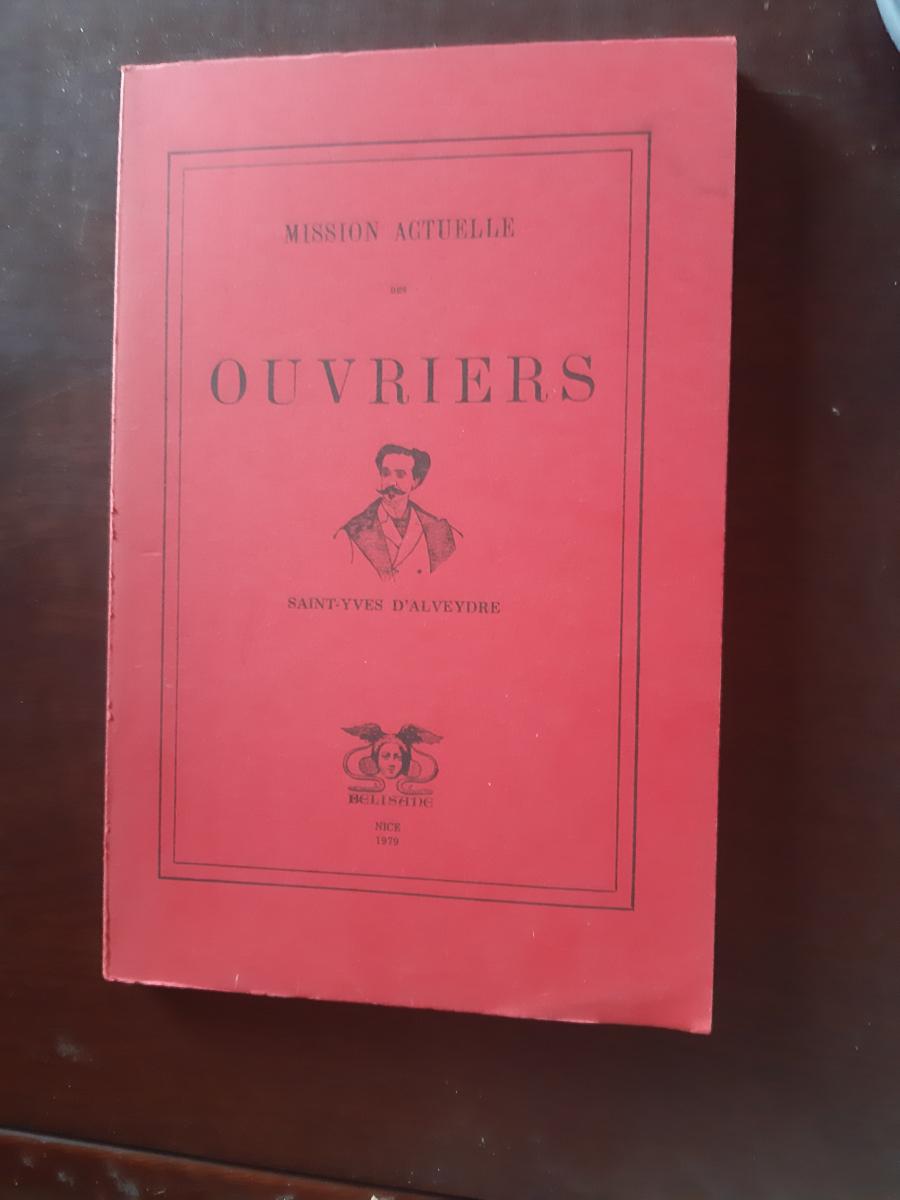 MISSION ACTUELLE
DES
OUVRIERS
SAINT-YVES D'ALVEYDRE
BELISANE
NICE
1979